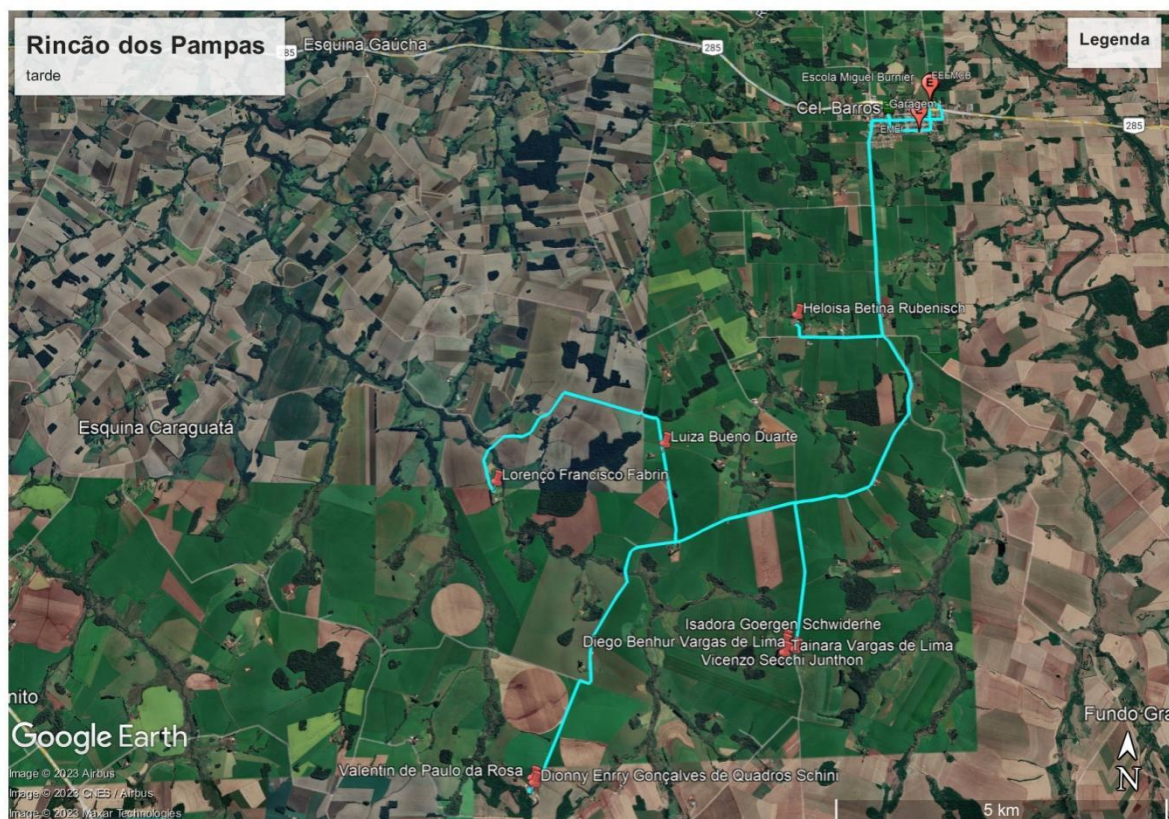 Rincão dos Pampas
tarde
Legenda
Esquina Gaúcha
285
285
Escola Miguel Burnier
EEEMCB
Garagem
Cel. Barros
285
Heloisa Betina Rubenisch
Luiza Bueno Duarte
Esquina Caraguatá
Lorenço Francisco Fabrin
Isadora Goergen Schwiderhe
Diego Benhur Vargas de Lima
Tainara Vargas de Lima
Vicenzo Secchi Junthon
nito
Fundo Gra
Google Earth
Valentin de Paulo da Rosa
Dionny Enrry Gonçalves de Quadros Schini
Image © 2023 Airbus
Image © 2023 CNES / Airbus
Image © 2023 Maxar Technologies
N
5 km